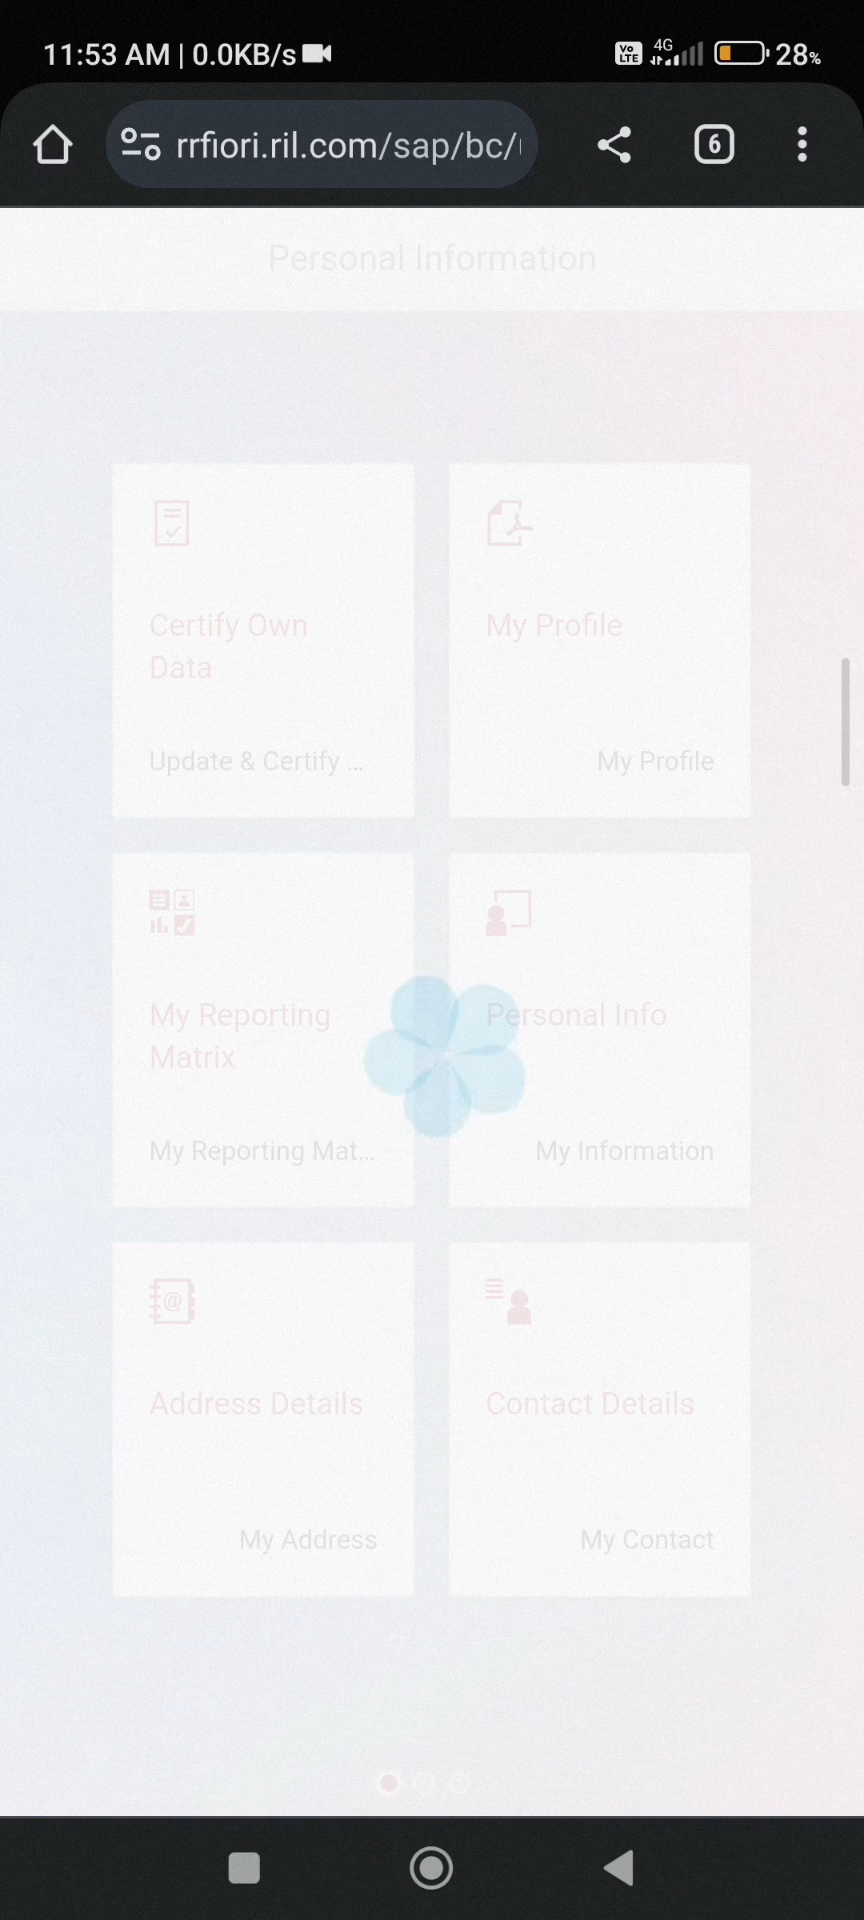 11:53 AM | 0.0KB/s
Vo LTE 4G 28%
rrfiori.ril.com/sap/bc/
6
Personal Information
Certify Own
Data
Update & Certify ...
My Profile
My Profile
My Reporting
Matrix
My Reporting Mat...
Personal Info
My Information
Address Details
My Address
Contact Details
My Contact